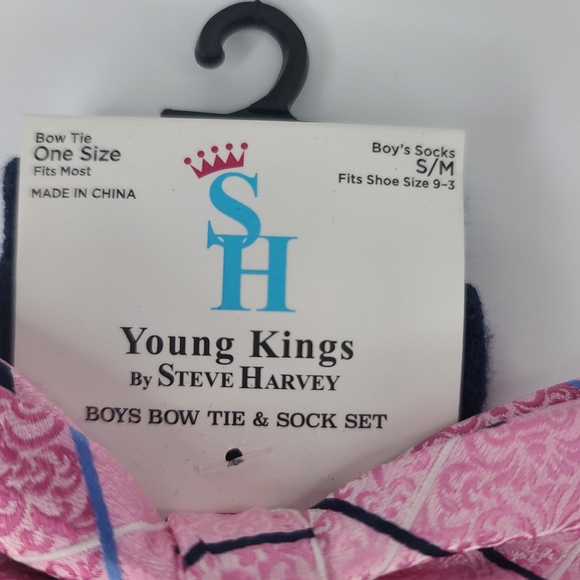 Bow Tie
One Size
Fits Most
MADE IN CHINA
Boy's Socks
S/M
Fits Shoe Size 9-3
SH
Young Kings
By STEVE HARVEY
BOYS BOW TIE & SOCK SET